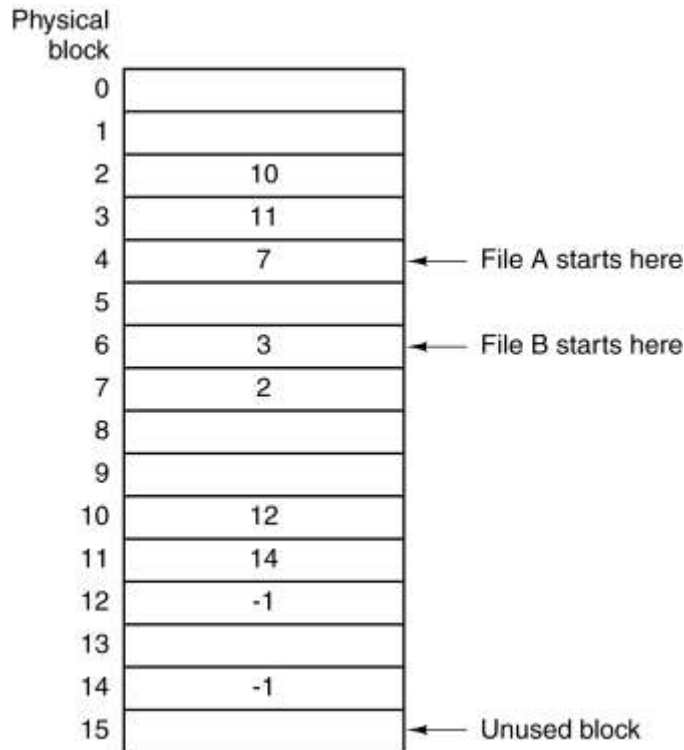 Physical
block
0
1
2 10
3 11
4 7 File A starts here
5
6 3 File B starts here
7 2
8
9
10 12
11 14
12 -1
13
14 -1
15 Unused block